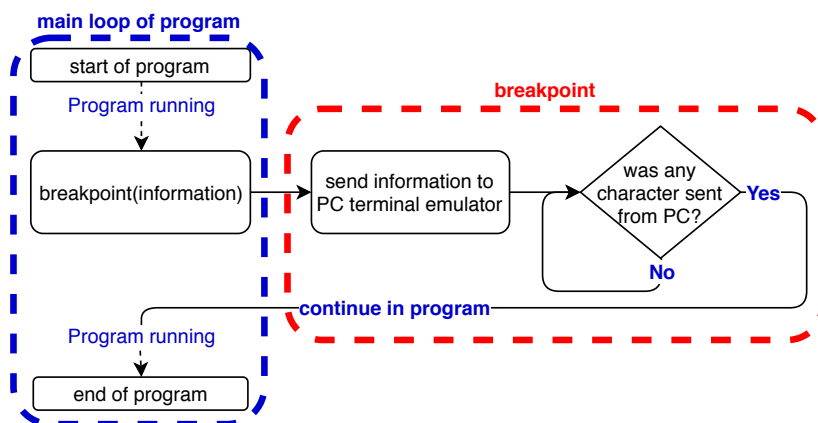 main loop of program
start of program
Program running
breakpoint
breakpoint(information)
send information to
PC terminal emulator
was any
character sent
from PC?
Yes
No
continue in program
Program running
end of program